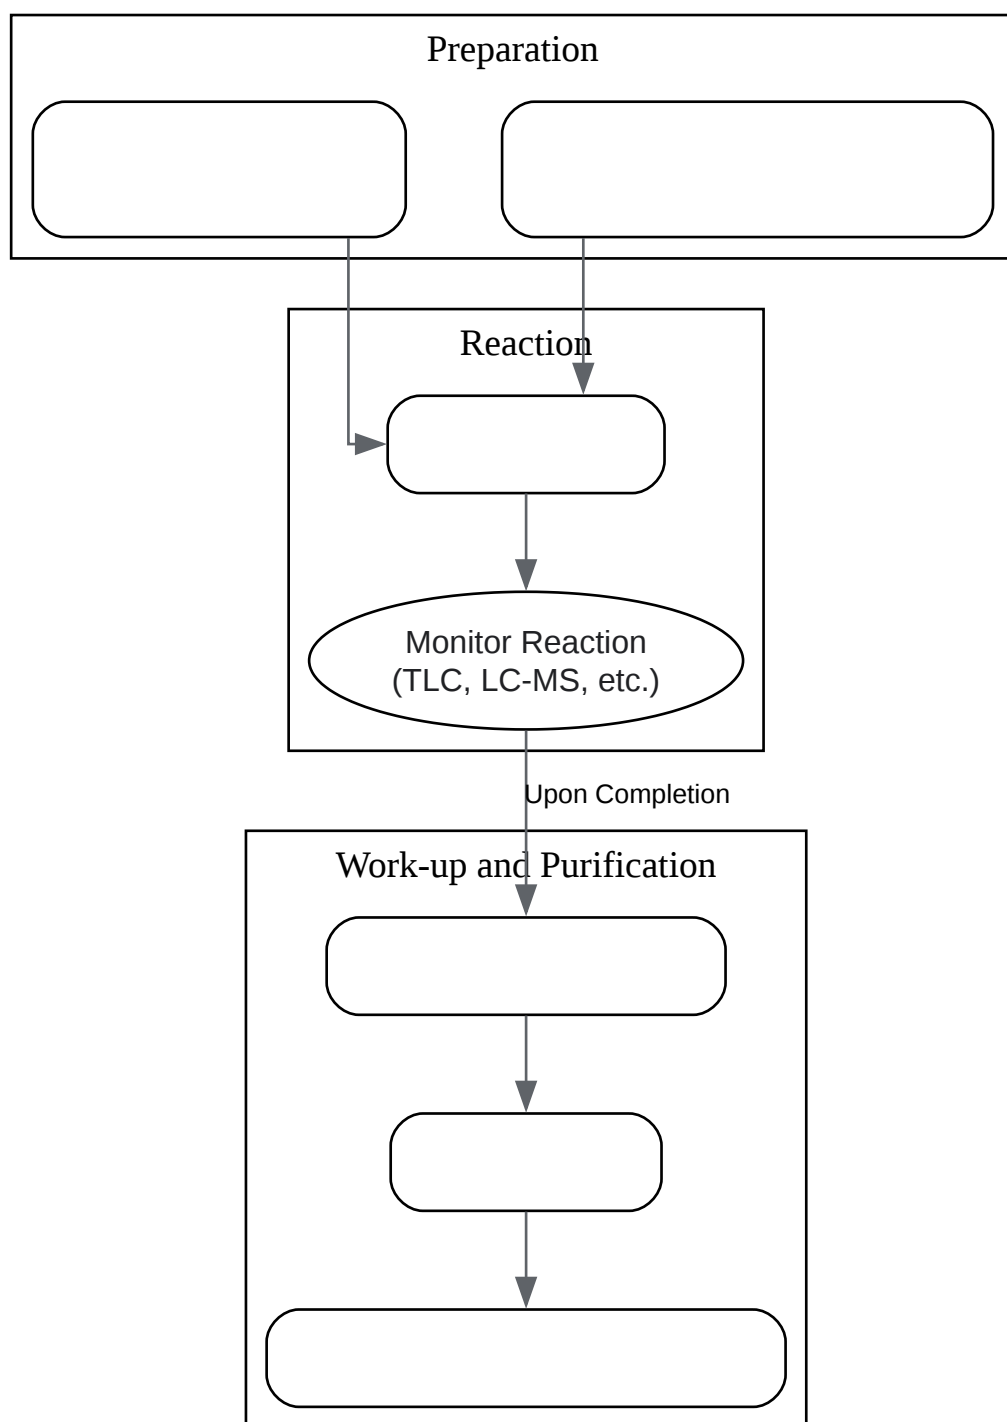 Preparation
Reaction
Monitor Reaction
(TLC, LC-MS, etc.)
Upon Completion
Work-up and Purification